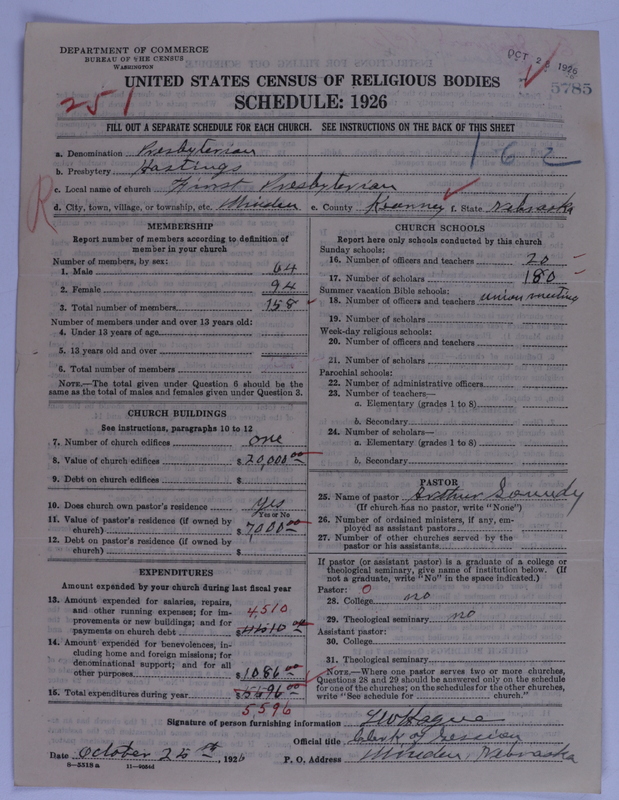 DEPARTMENT OF COMMERCE
BUREAU OF THE CENSUS
WASHINGTON
OCT 28 1926
5785
UNITED STATES CENSUS OF RELIGIOUS BODIES
SCHEDULE: 1926
251
FILL OUT A SEPARATE SCHEDULE FOR EACH CHURCH. SEE INSTRUCTIONS ON THE BACK OF THIS SHEET
162
a. Denomination Presbyterian
b. Presbytery Hastings
c. Local name of church First Presbyterian
d. City, town, village, or township, etc. Minden e. County Kearney f. State Nebraska
R
MEMBERSHIP
Report number of members according to definition of
member in your church
Number of members, by sex:
1. Male 64
2. Female 94
3. Total number of members 158
Number of members under and over 13 years old:
4. Under 13 years of age
5. 13 years old and over
6. Total number of members
NOTE.—The total given under Question 6 should be
same as the total of males and females given under Question 3.
CHURCH BUILDINGS
See instructions, paragraphs 10 to 12
7. Number of church edifices one
8. Value of church edifices $20,000 00
9. Debt on church edifices $
10. Does church own pastor's residence yes
Yes or No
11. Value of pastor's residence (if owned by
church) $7000 00
12. Debt on pastor's residence (if owned by
church) $
EXPENDITURES
Amount expended by your church during last fiscal year
13. Amount expended for salaries, repairs,
and other running expenses; for im-
provements or new buildings; and for
payments on church debt $
4510
14. Amount expended for benevolences, in-
cluding home and foreign missions; for
denominational support; and for all
other purposes $1086 00
15. Total expenditures during year $5596 00
5596
CHURCH SCHOOLS
Report here only schools conducted by this church
Sunday schools:
16. Number of officers and teachers 20
17. Number of scholars 180
Summer vacation Bible schools:
18. Number of officers and teachers union meeting
19. Number of scholars
Week-day religious schools:
20. Number of officers and teachers
21. Number of scholars
Parochial schools:
22. Number of administrative officers
23. Number of teachers—
a. Elementary (grades 1 to 8)
b. Secondary
24. Number of scholars—
a. Elementary (grades 1 to 8)
b. Secondary
PASTOR
25. Name of pastor Arthur
(If church has no pastor, write "None")
26. Number of ordained ministers, if any, em-
ployed as assistant pastors
27. Number of other churches served by the
pastor or his assistants
If pastor (or assistant pastor) is a graduate of a college or
theological seminary, give name of institution below. (If
not a graduate, write "No" in the space indicated.)
Pastor: 0
28. College no
29. Theological seminary no
Assistant pastor:
30. College
31. Theological seminary
NOTE.—Where one pastor serves two or more churches,
Questions 28 and 29 should be answered only on the schedule
for one of the churches; on the schedules for the other churches,
write "See schedule for church."
Signature of person furnishing information
Official title Clerk of Session
Date October 25th, 1926 P. O. Address Minden, Nebraska
8—5318 a